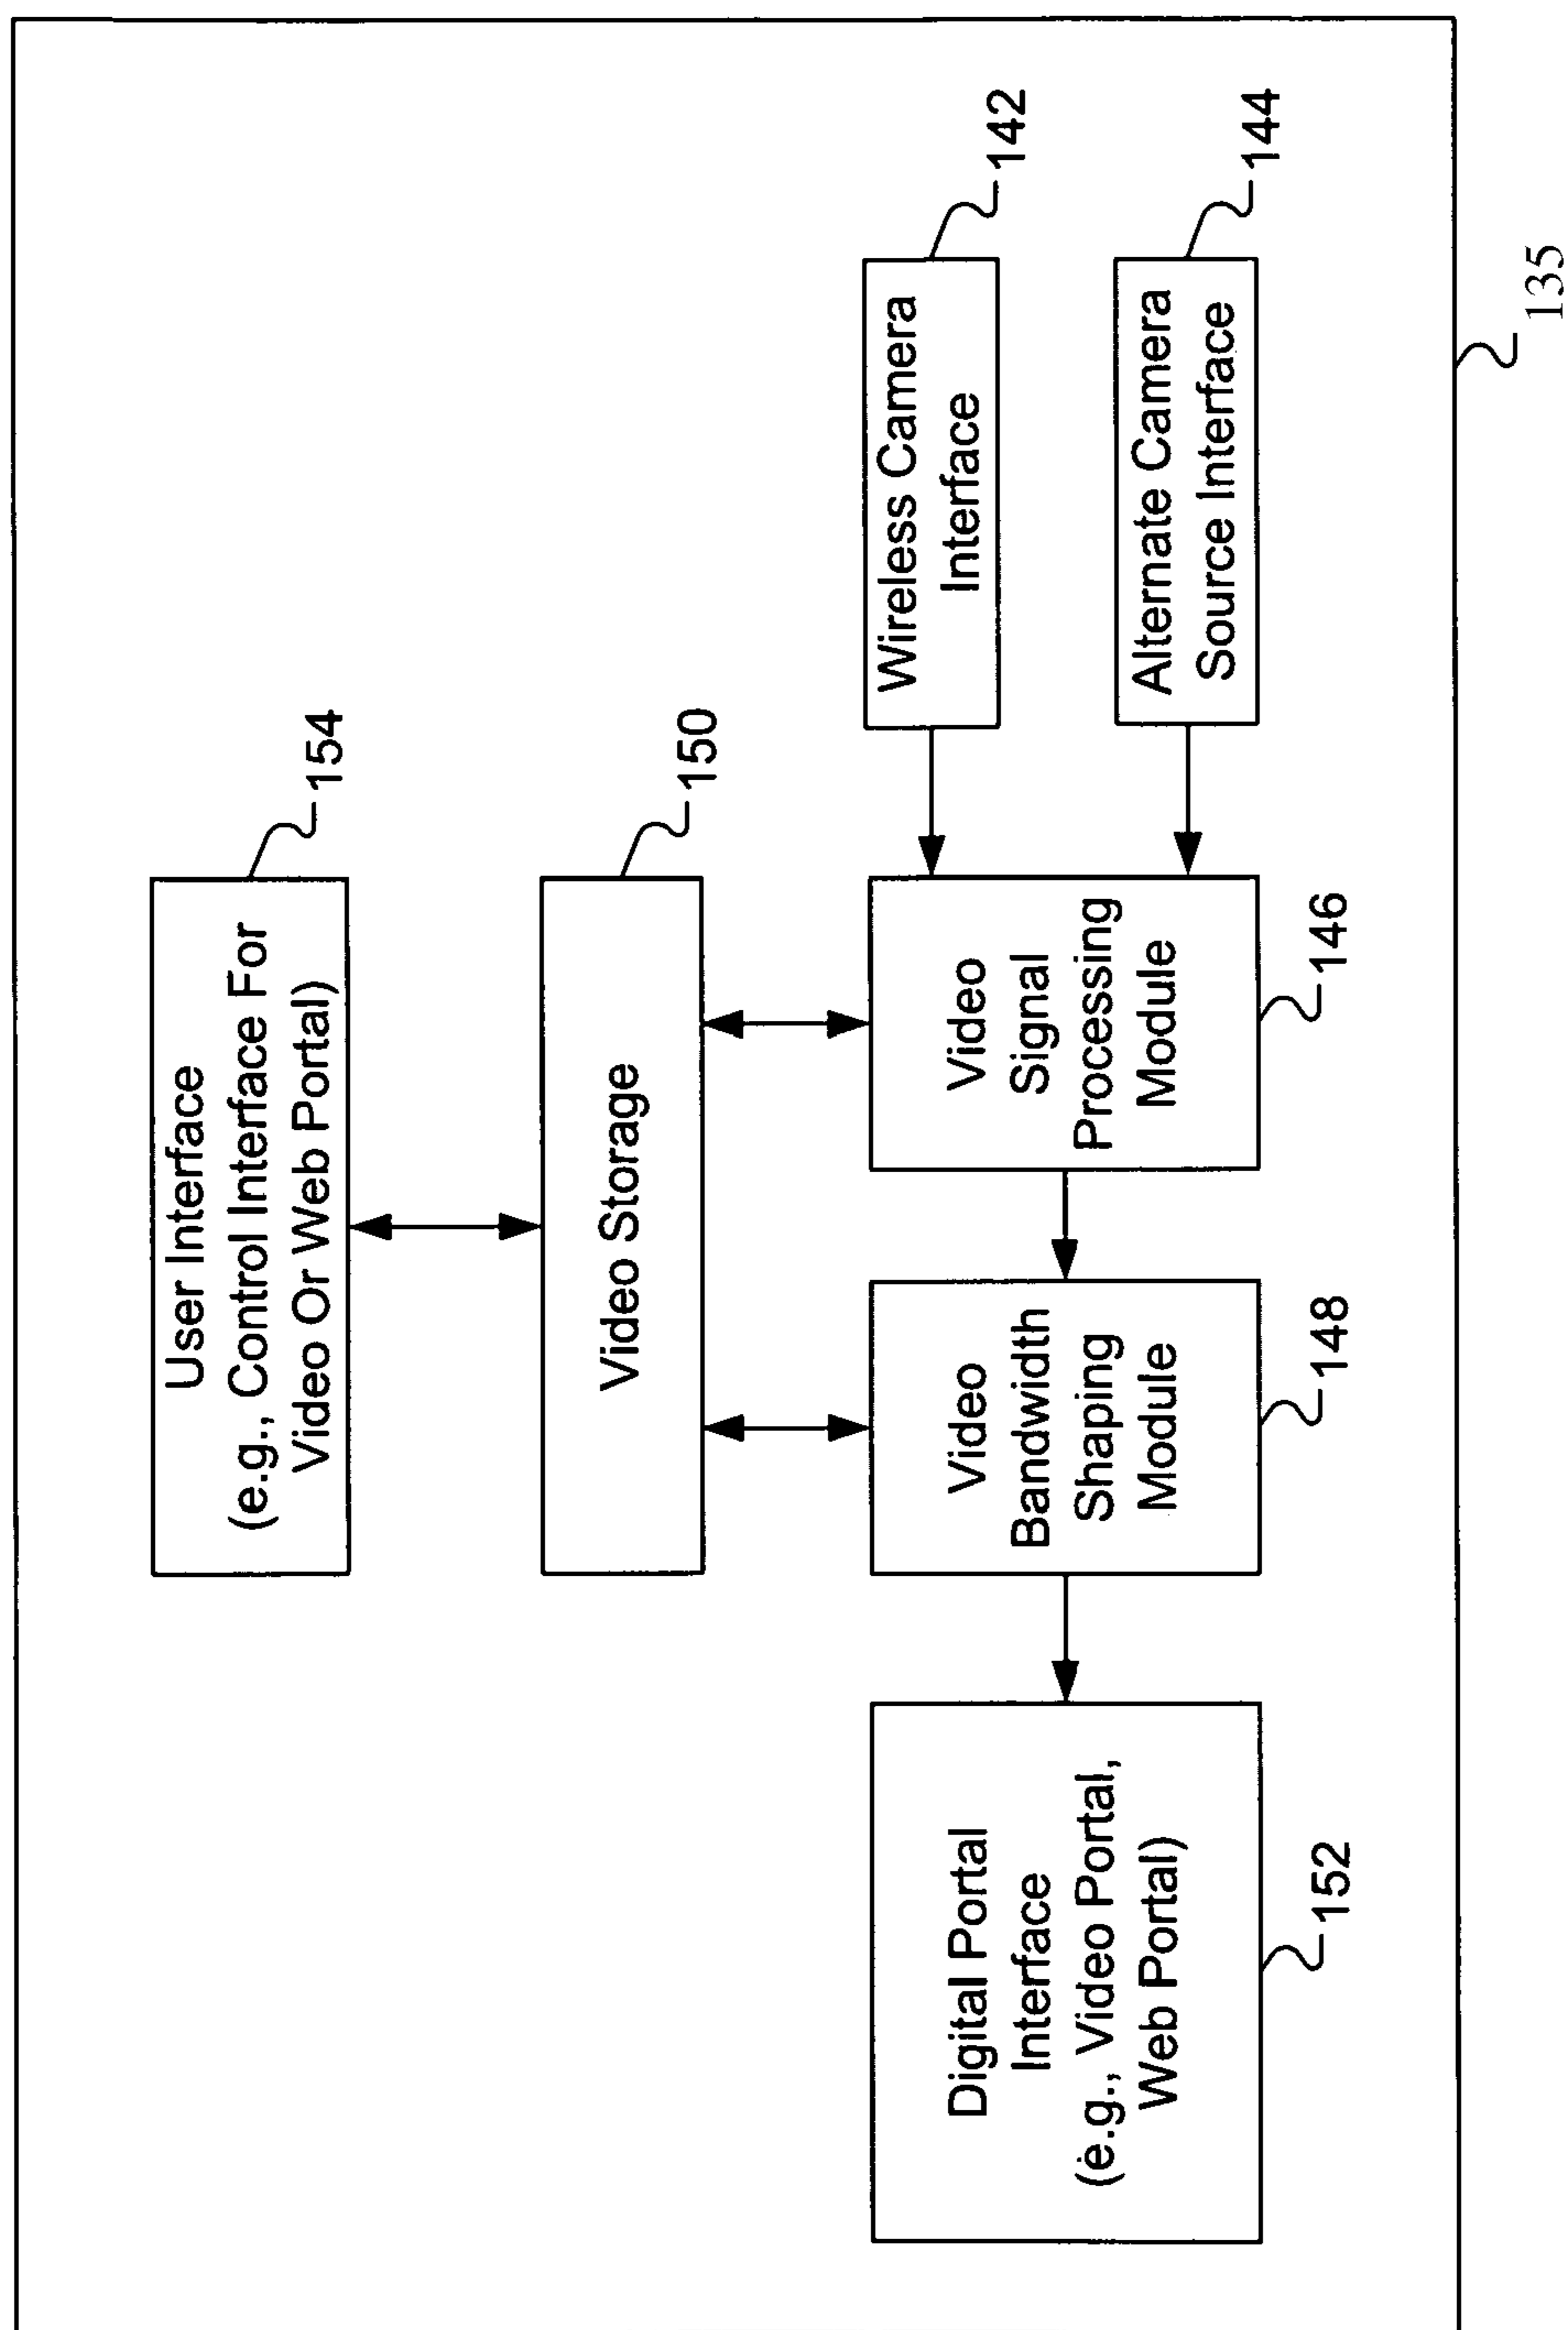 User Interface
(e.g., Control Interface For
Video Or Web Portal)
154
Video Storage
150
Digital Portal
Interface
(e.g., Video Portal,
Web Portal)
152
Video
Bandwidth
Shaping
Module
148
Video
Signal
Processing
Module
146
Wireless Camera
Interface
142
Alternate Camera
Source Interface
144
135